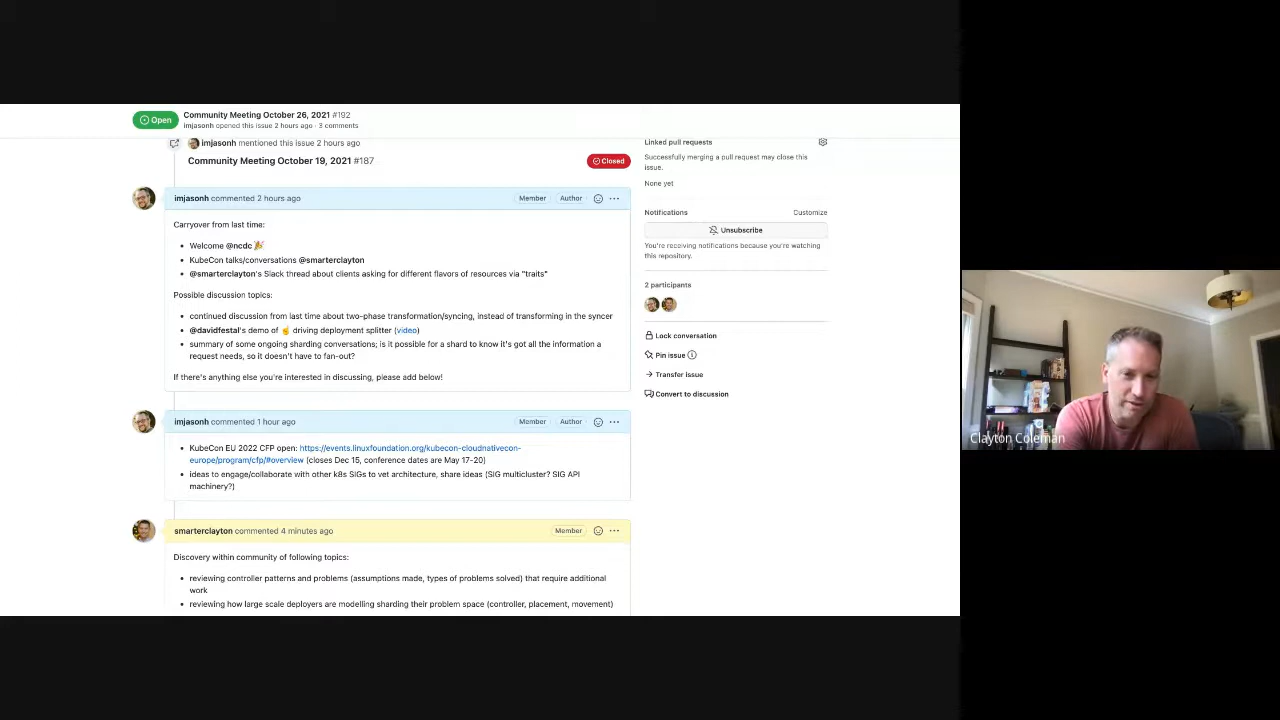 Open
Community Meeting October 26, 2021 #192
imjasonh opened this issue 2 hours ago · 3 comments
imjasonh mentioned this issue 2 hours ago
Community Meeting October 19, 2021 #187
Closed
imjasonh commented 2 hours ago
Member
Author
Carryover from last time:
• Welcome @ncdc 🎉
• KubeCon talks/conversations @smarterclayton
• @smarterclayton's Slack thread about clients asking for different flavors of resources via "traits"
Possible discussion topics:
• continued discussion from last time about two-phase transformation/syncing, instead of transforming in the syncer
• @davidfestal's demo of ☝ driving deployment splitter (video)
• summary of some ongoing sharding conversations; is it possible for a shard to know it's got all the information a
request needs, so it doesn't have to fan-out?
If there's anything else you're interested in discussing, please add below!
imjasonh commented 1 hour ago
Member
Author
• KubeCon EU 2022 CFP open: https://events.linuxfoundation.org/kubecon-cloudnativecon-
europe/program/cfp/#overview (closes Dec 15, conference dates are May 17-20)
• ideas to engage/collaborate with other k8s SIGs to vet architecture, share ideas (SIG multicluster? SIG API
machinery?)
smarterclayton commented 4 minutes ago
Member
Discovery within community of following topics:
• reviewing controller patterns and problems (assumptions made, types of problems solved) that require additional
work
• reviewing how large scale deployers are modelling sharding their problem space (controller, placement, movement)
Linked pull requests
Successfully merging a pull request may close this
issue.
None yet
Notifications
Customize
Unsubscribe
You're receiving notifications because you're watching
this repository.
2 participants
Lock conversation
Pin issue
Transfer issue
Convert to discussion
Clayton Coleman